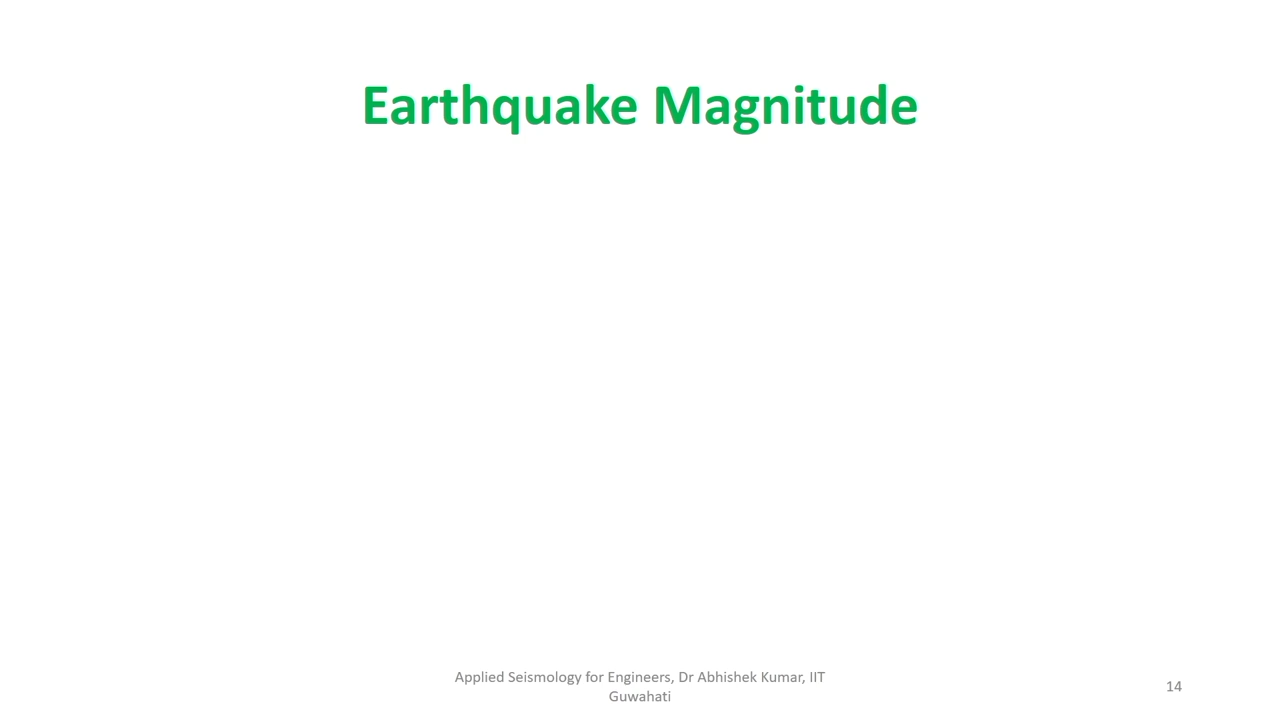 Earthquake Magnitude
Applied Seismology for Engineers, Dr Abhishek Kumar, IIT
Guwahati
14